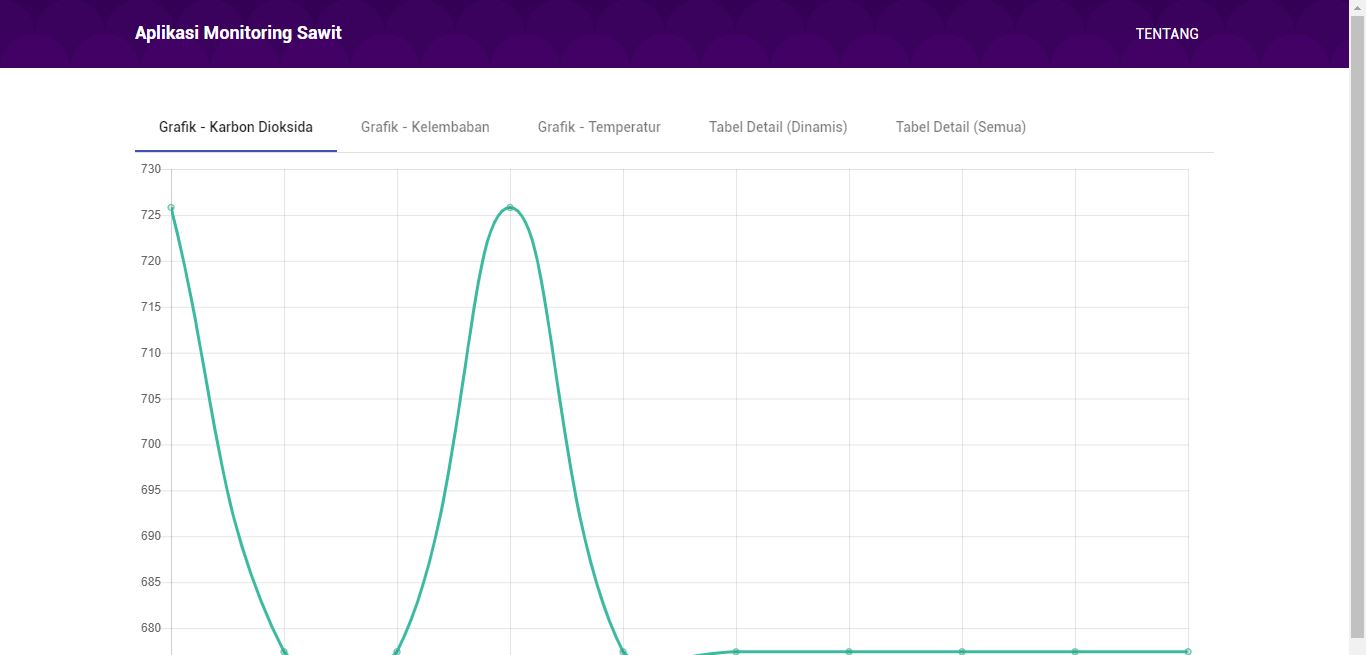 Aplikasi Monitoring Sawit
TENTANG
Grafik - Karbon Dioksida
Grafik - Kelembaban
Grafik - Temperatur
Tabel Detail (Dinamis)
Tabel Detail (Semua)
730
725
720
715
710
705
700
695
690
685
680